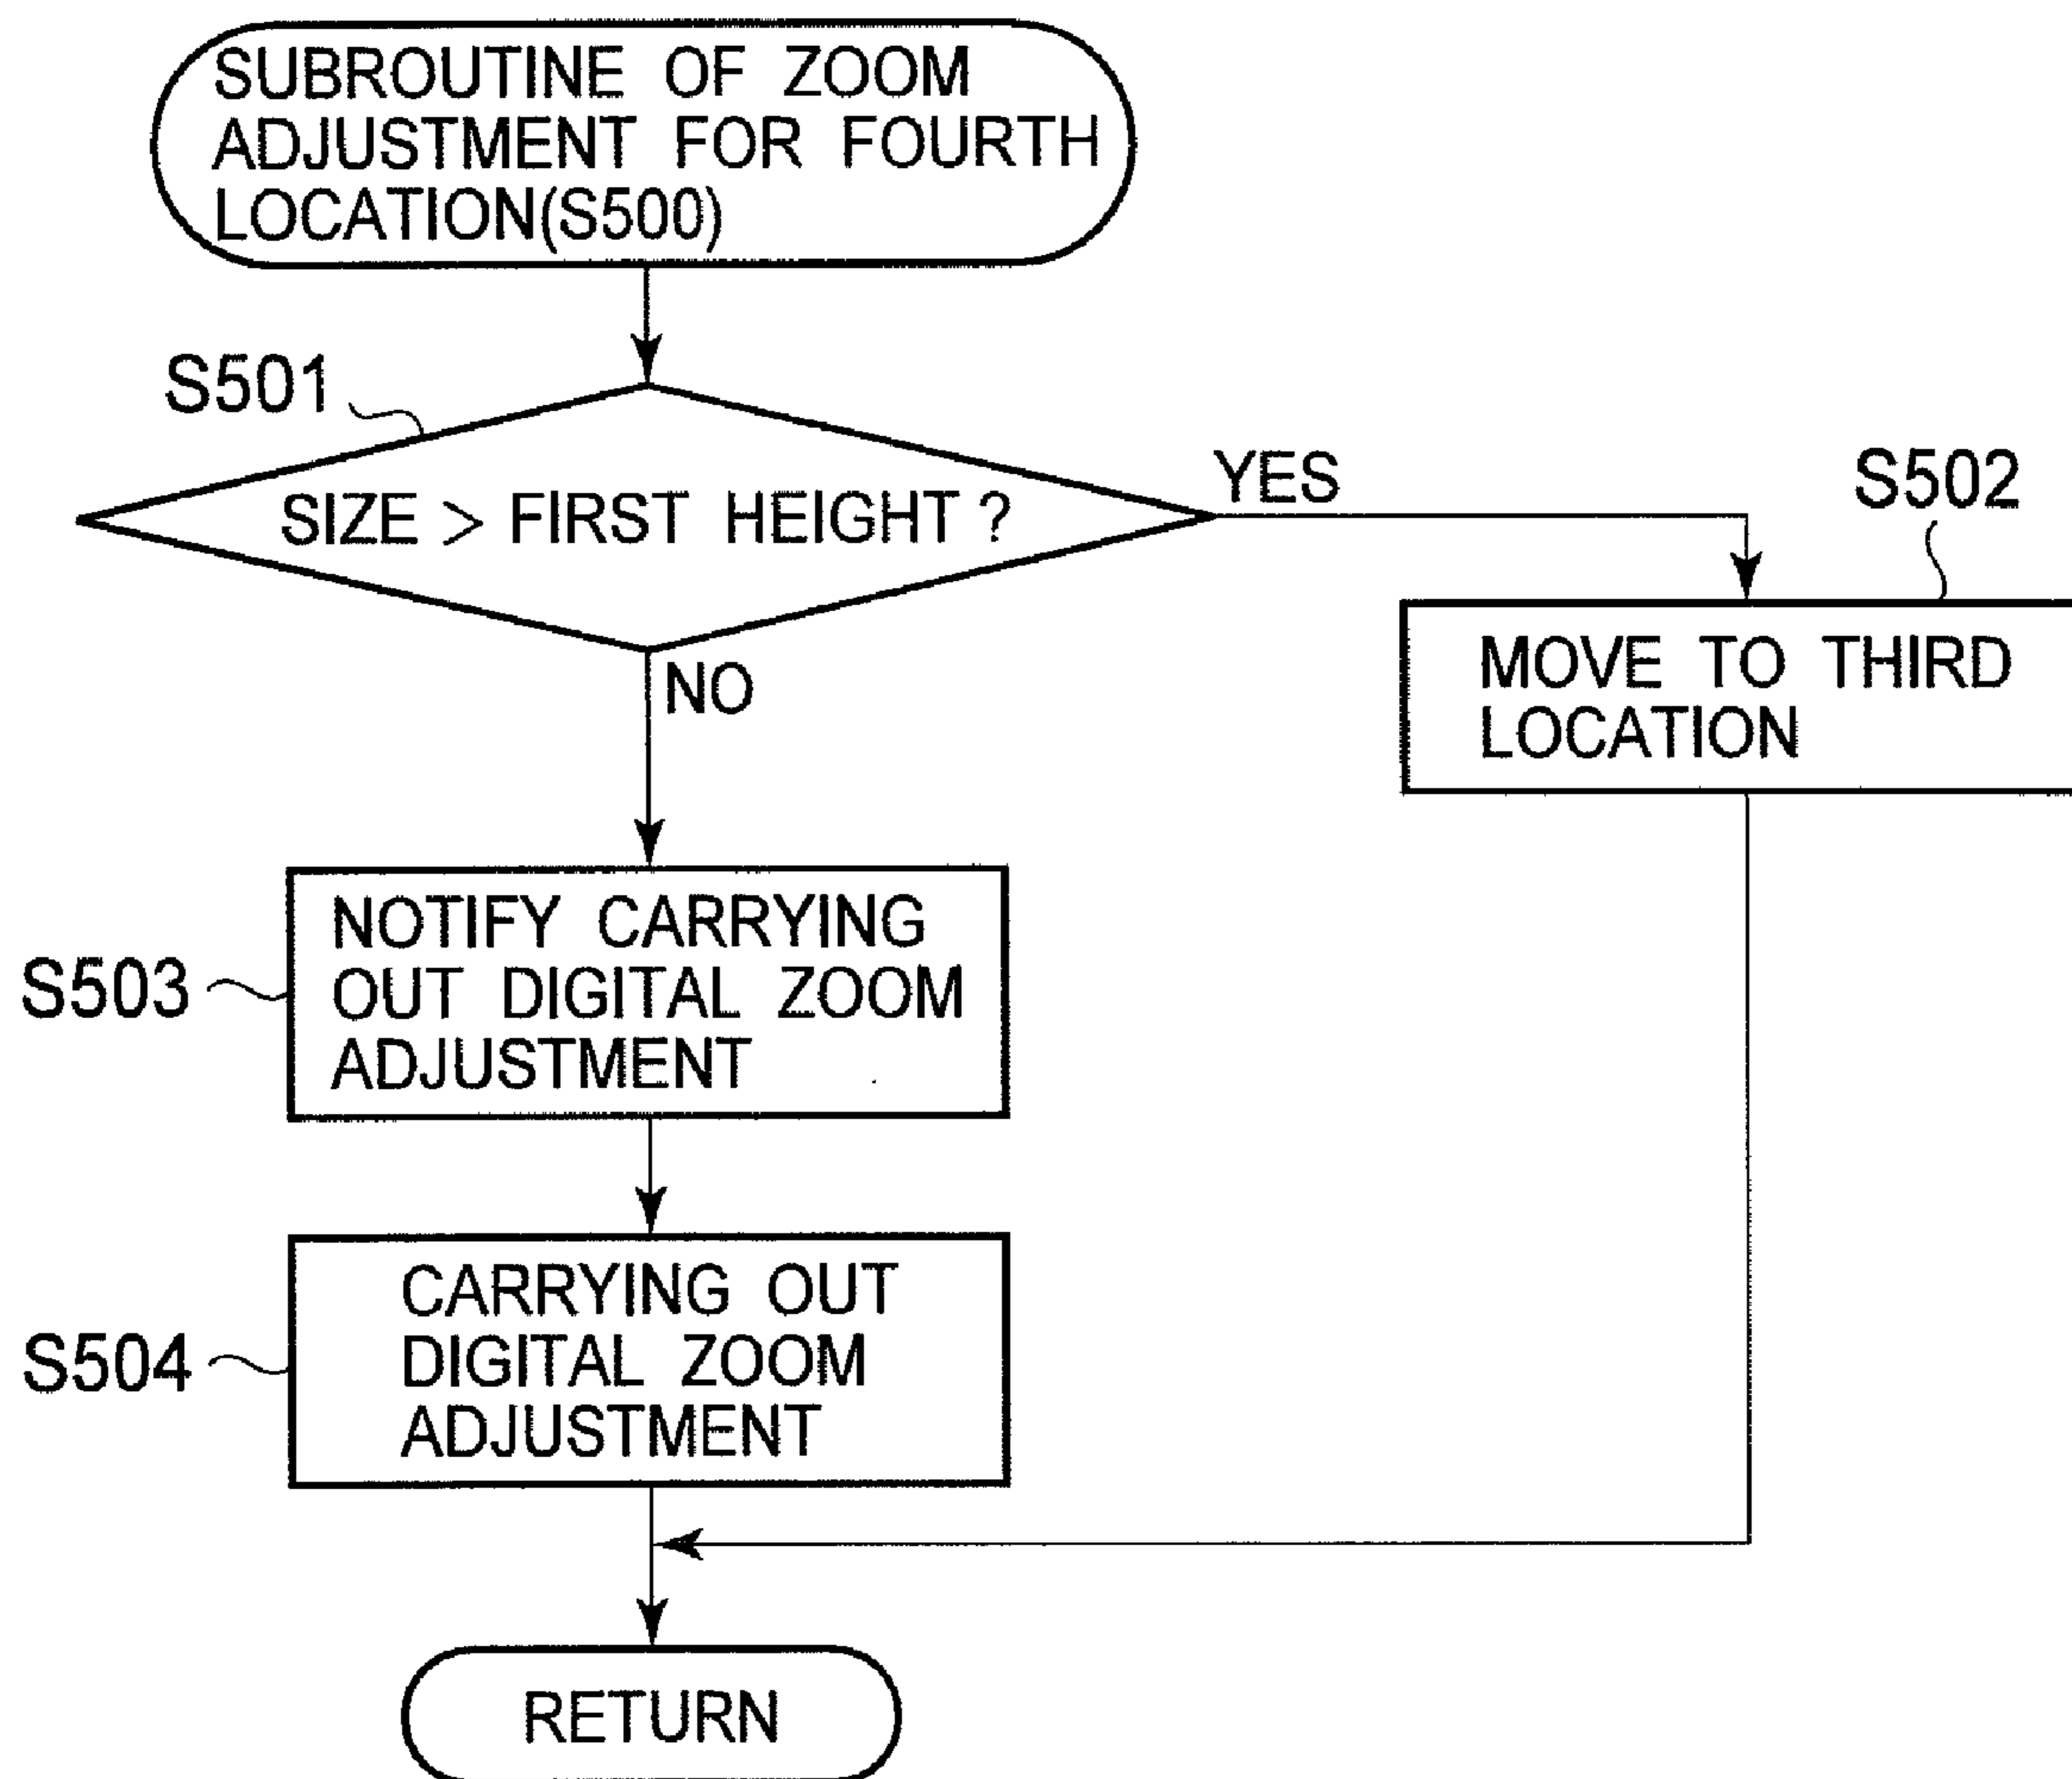 SUBROUTINE OF ZOOM
ADJUSTMENT FOR FOURTH
LOCATION(S500)
S501
SIZE > FIRST HEIGHT ?
YES
S502
MOVE TO THIRD
LOCATION
NO
S503
NOTIFY CARRYING
OUT DIGITAL ZOOM
ADJUSTMENT
S504
CARRYING OUT
DIGITAL ZOOM
ADJUSTMENT
RETURN